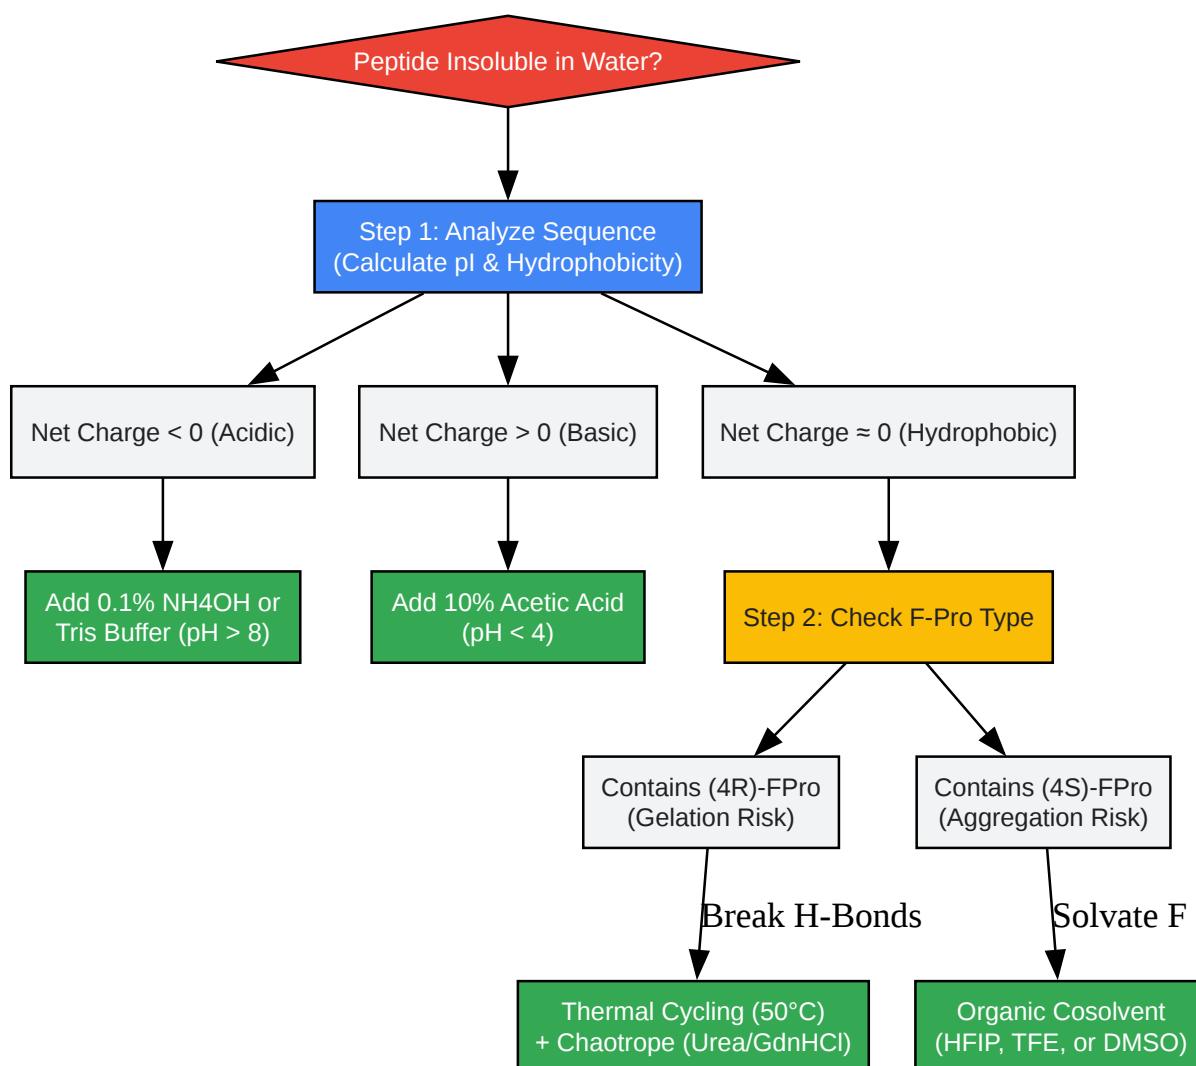 Peptide Insoluble in Water?
Step 1: Analyze Sequence
(Calculate pI & Hydrophobicity)
Net Charge < 0 (Acidic)
Net Charge > 0 (Basic)
Net Charge ≈ 0 (Hydrophobic)
Add 0.1% NH4OH or
Tris Buffer (pH > 8)
Add 10% Acetic Acid
(pH < 4)
Step 2: Check F-Pro Type
Contains (4R)-FPro
(Gelation Risk)
Contains (4S)-FPro
(Aggregation Risk)
Break H-Bonds
Solvate F
Thermal Cycling (50°C)
+ Chaotrope (Urea/GdnHCl)
Organic Cosolvent
(HFIP, TFE, or DMSO)